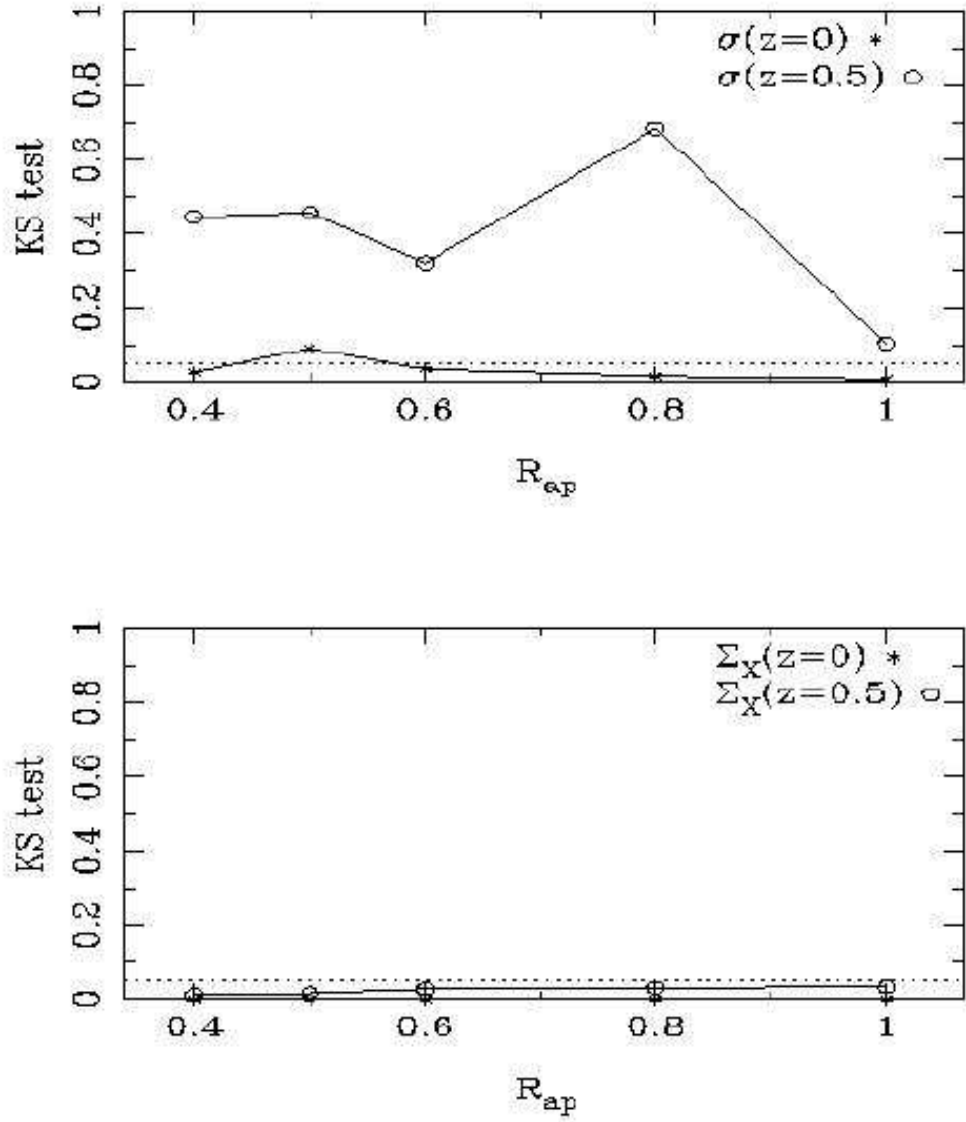 σ(z=0) *
σ(z=0.5) ○
KS test
0 0.2 0.4 0.6 0.8 1
0.4 0.6 0.8 1
R_ap
Σ_X(z=0) *
Σ_X(z=0.5) ○
KS test
0 0.2 0.4 0.6 0.8 1
0.4 0.6 0.8 1
R_ap